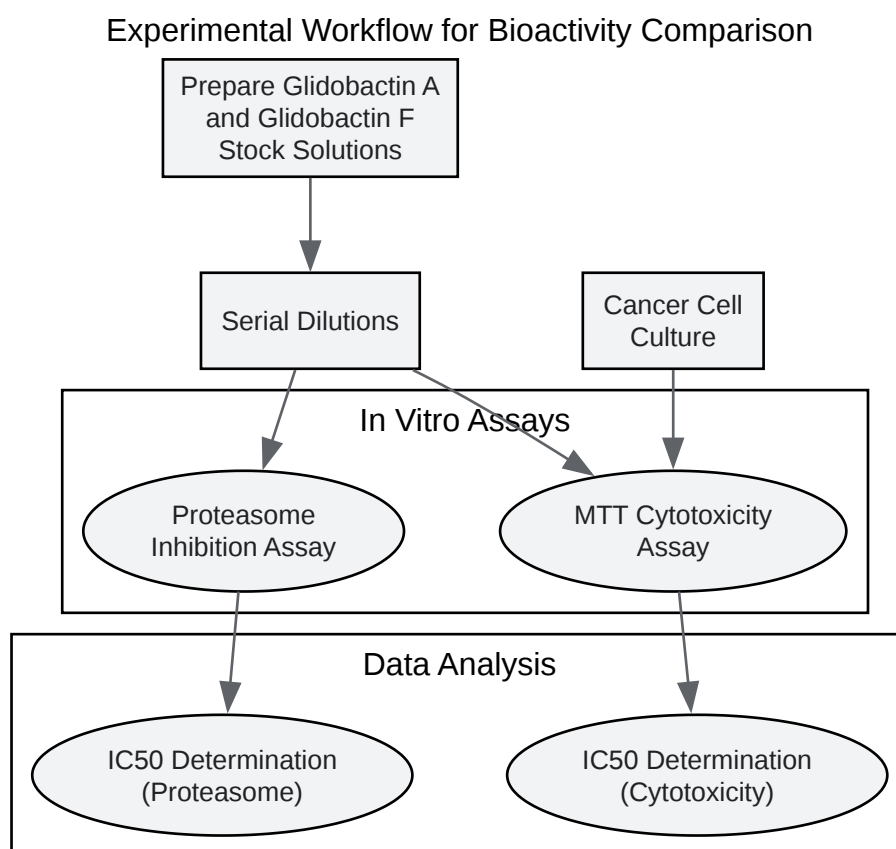 Experimental Workflow for Bioactivity Comparison
Prepare Glidobactin A
and Glidobactin F
Stock Solutions
Serial Dilutions
Cancer Cell
Culture
In Vitro Assays
Proteasome
Inhibition Assay
MTT Cytotoxicity
Assay
Data Analysis
IC50 Determination
(Proteasome)
IC50 Determination
(Cytotoxicity)